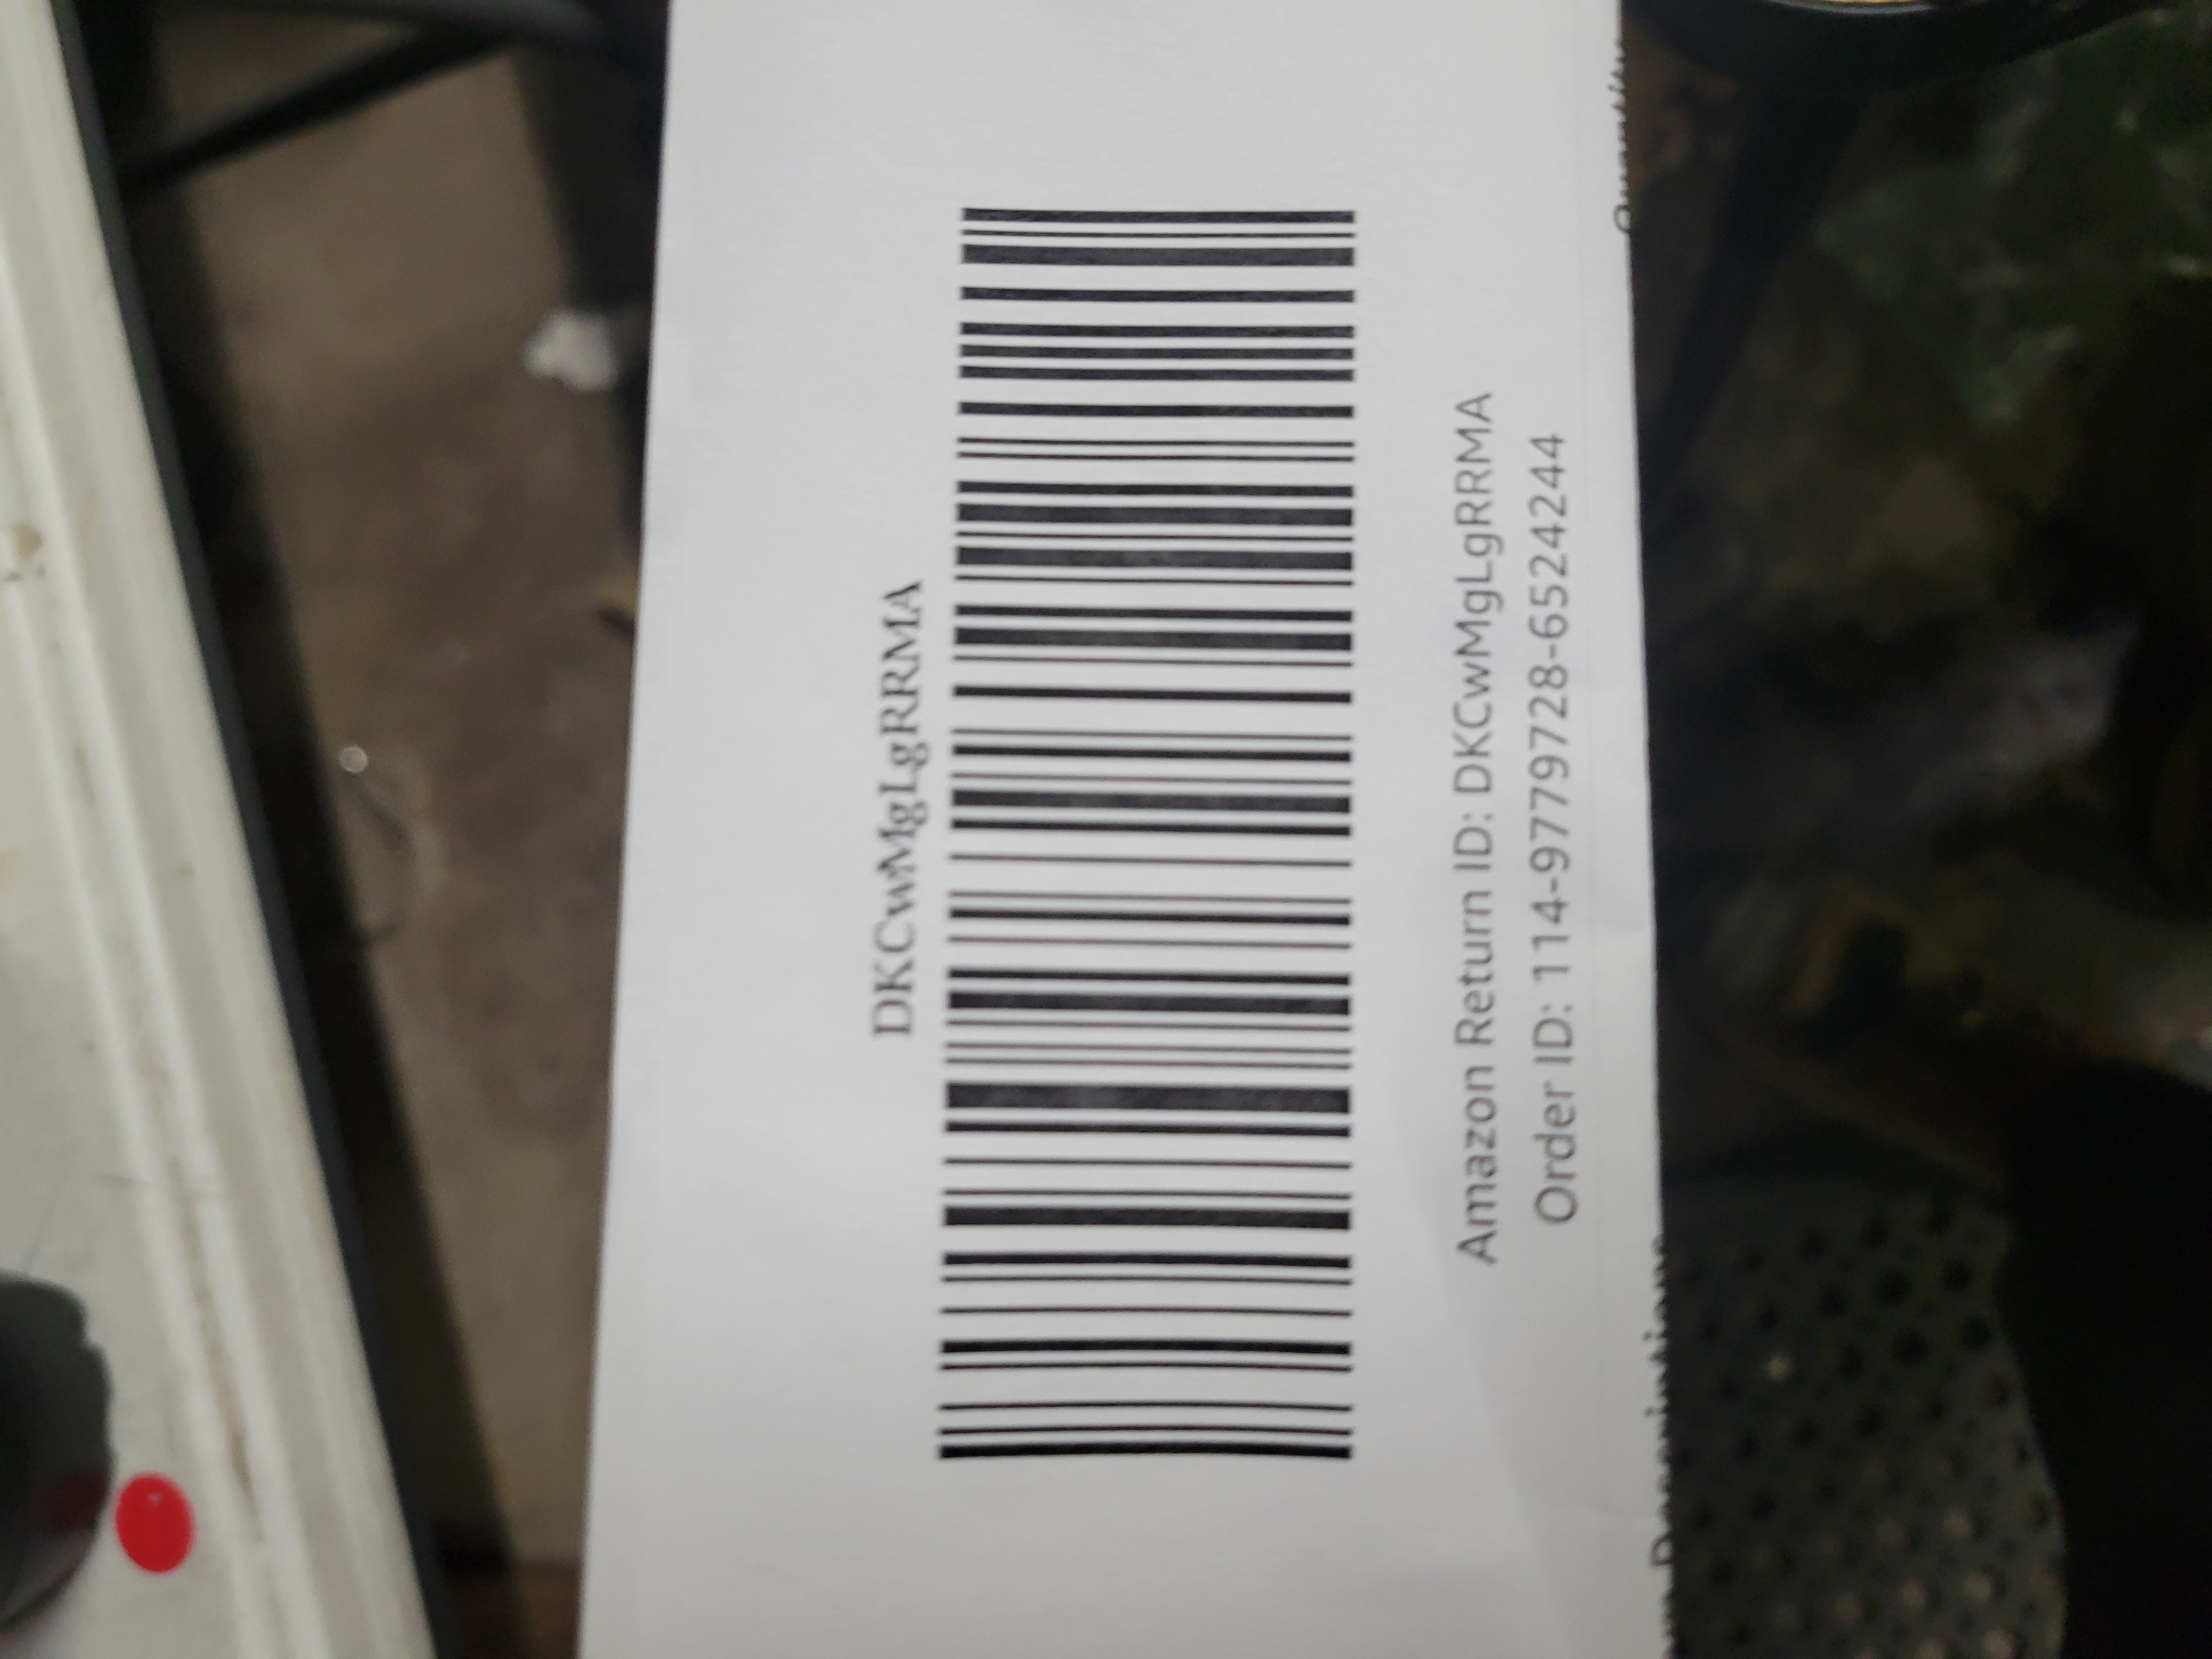 DKCwMgLgRRMA
Amazon Return ID: DKCwMgLgRRMA
Order ID: 114-9779728-6524244